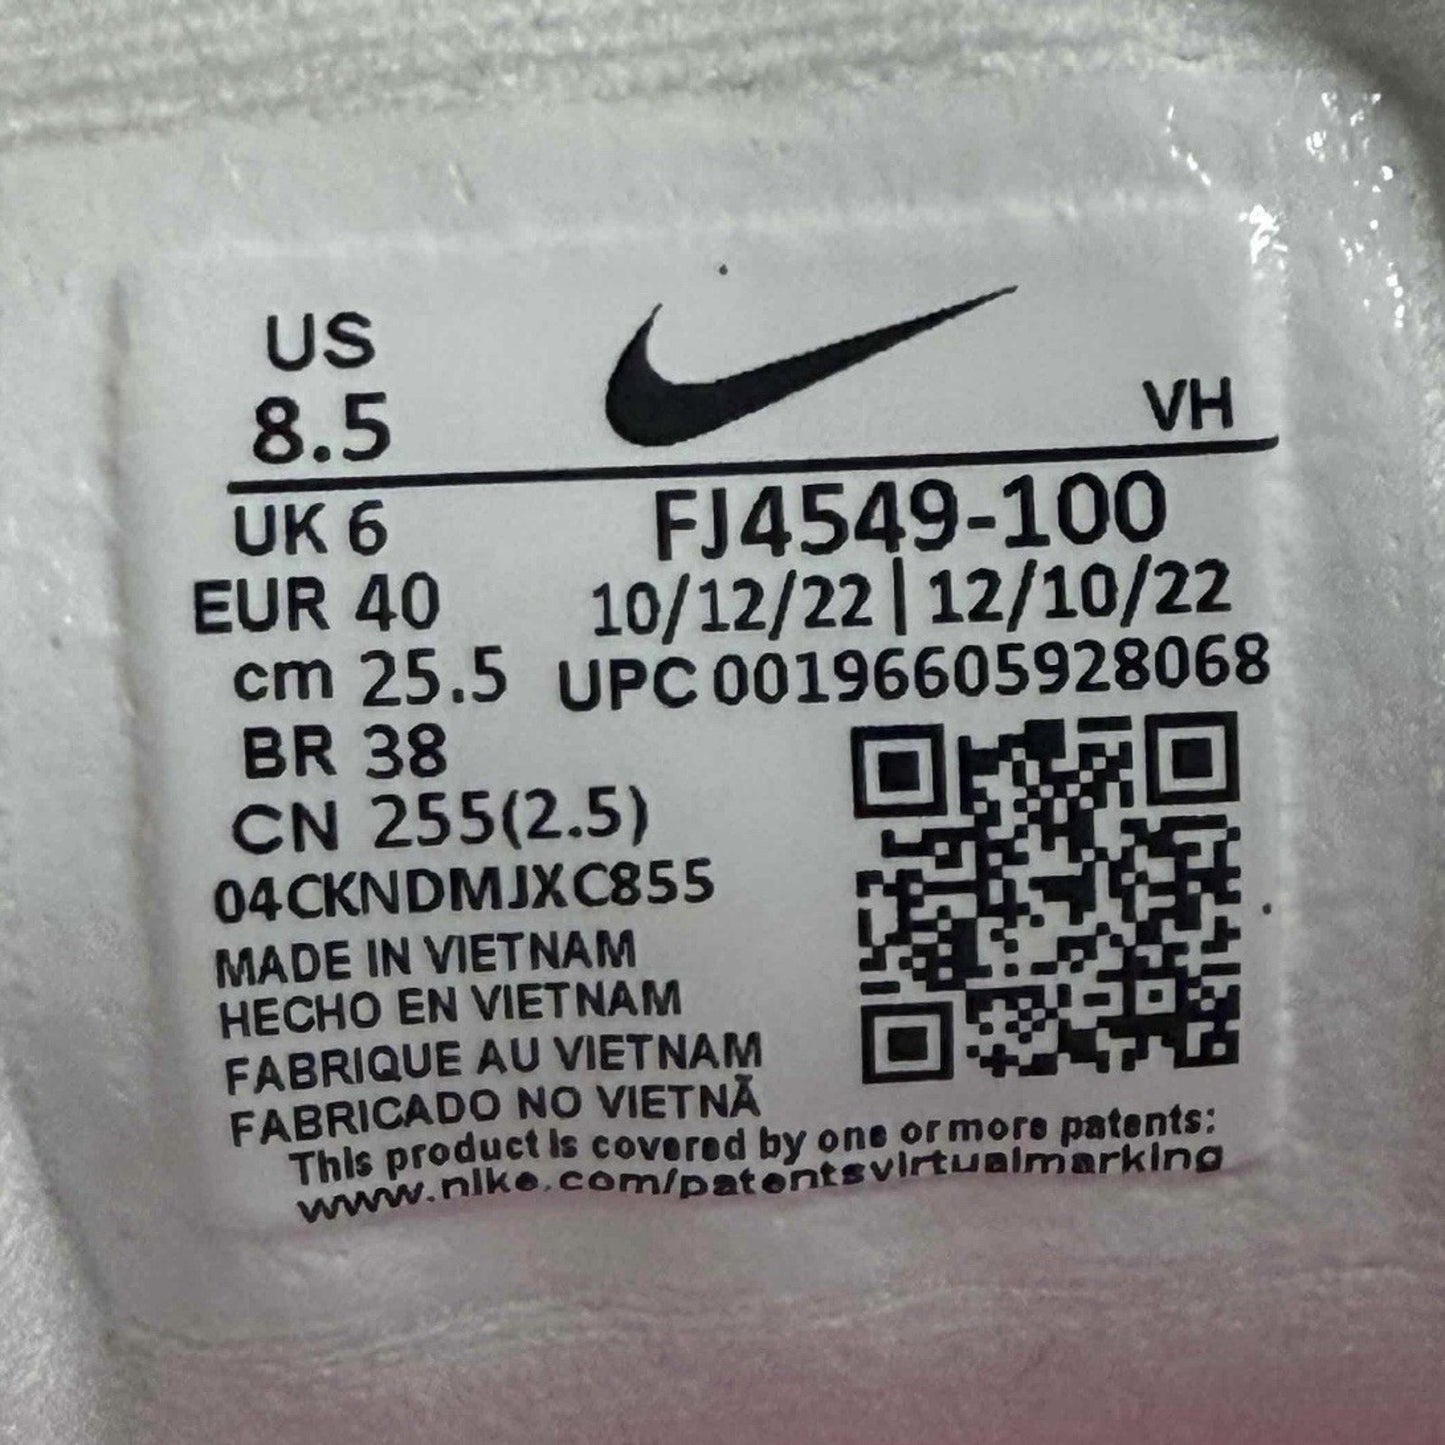 US
8.5
VH
UK 6
FJ4549-100
EUR 40
10/12/22 | 12/10/22
cm 25.5
UPC 00196605928068
BR 38
CN 255(2.5)
04CKNDMJXC855
MADE IN VIETNAM
HECHO EN VIETNAM
FABRIQUE AU VIETNAM
FABRICADO NO VIETNÃ
This product is covered by one or more patents:
www.nike.com/patentsvirtualmarking